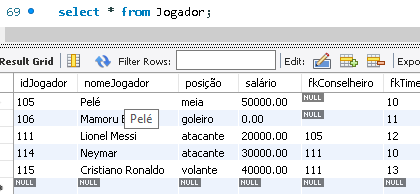 69 select * from Jogador;
Result Grid Filter Rows: Edit: Expo
idJogador nomeJogador posição salário fkConselheiro fkTime
105 Pelé meia 50000.00 NULL 10
106 Mamoru goleiro 0.00 NULL 11
Pelé
111 Lionel Messi atacante 20000.00 105 12
114 Neymar atacante 30000.00 111 10
115 Cristiano Ronaldo volante 40000.00 111 13
NULL NULL NULL NULL NULL NULL